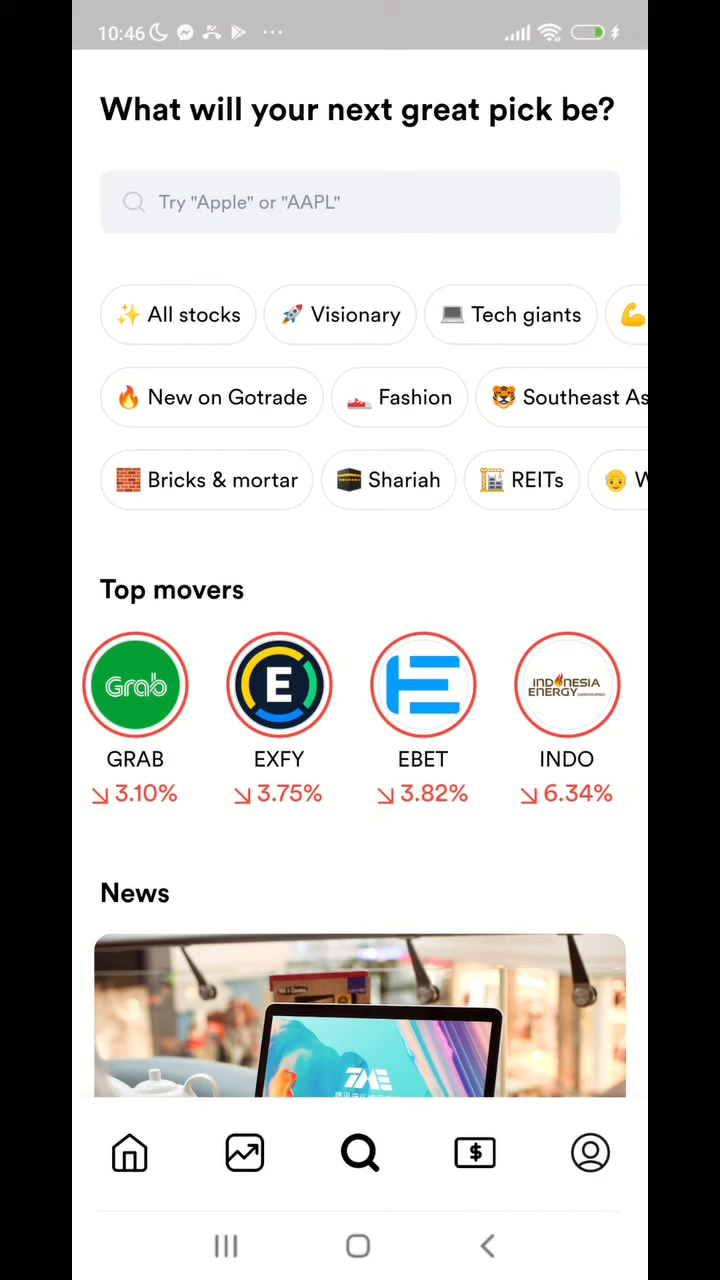 10:46
What will your next great pick be?
Try "Apple" or "AAPL"
All stocks
Visionary
Tech giants
New on Gotrade
Fashion
Southeast As
Bricks & mortar
Shariah
REITs
W
Top movers
Grab
E
INDONESIA
ENERGY
GRAB
EXFY
EBET
INDO
3.10%
3.75%
3.82%
6.34%
News
TME
$